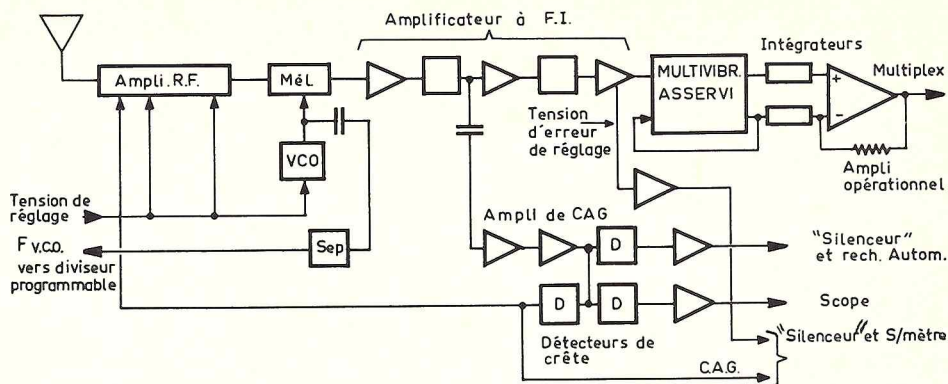 Amplificateur à F.I.
Ampli. R.F.
Mél.
MULTIVIBR.
ASSERVI
Intégrateurs
+
-
Multiplex
Tension
d'erreur
de réglage
Ampli
opérationnel
VCO
Tension de
réglage
F V.C.O.
vers diviseur
programmable
Sep
Ampli de CAG
D
"Silenceur"
et rech. Autom.
D
D
Scope
Détecteurs de
crête
"Silenceur" et S/mètre
C.A.G.